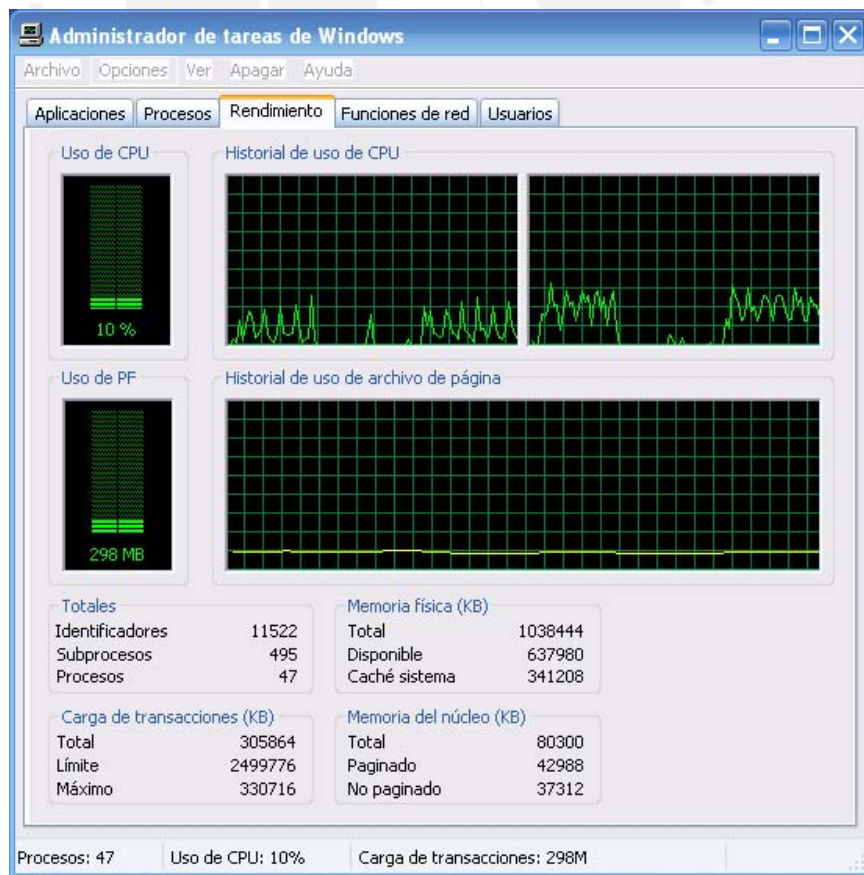 Administrador de tareas de Windows
Archivo Opciones Ver Apagar Ayuda
Aplicaciones Procesos Rendimiento Funciones de red Usuarios
Uso de CPU Historial de uso de CPU
10 %
Uso de PF Historial de uso de archivo de página
298 MB
Totales Memoria física (KB)
Identificadores 11522 Total 1038444
Subprocesos 495 Disponible 637980
Procesos 47 Caché sistema 341208
Carga de transacciones (KB) Memoria del núcleo (KB)
Total 305864 Total 80300
Límite 2499776 Paginado 42988
Máximo 330716 No paginado 37312
Procesos: 47 Uso de CPU: 10% Carga de transacciones: 298M